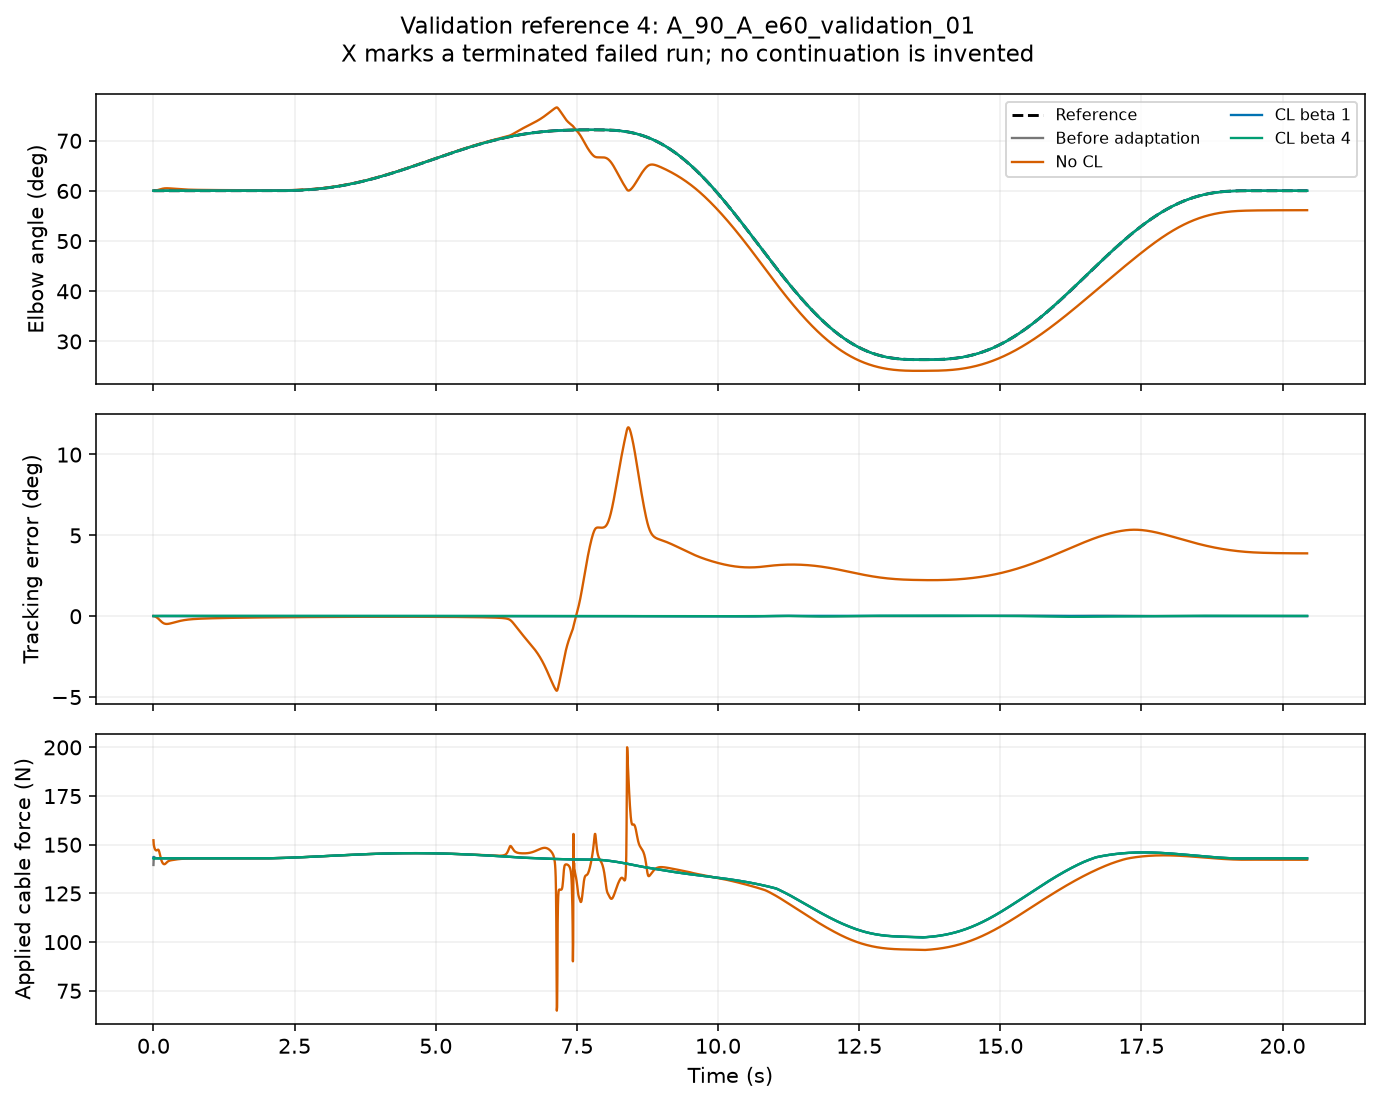 Validation reference 4: A_90_A_e60_validation_01
X marks a terminated failed run; no continuation is invented
Elbow angle (deg)
70
60
50
40
30
Reference
Before adaptation
No CL
CL beta 1
CL beta 4
Tracking error (deg)
10
5
0
−5
Applied cable force (N)
200
175
150
125
100
75
0.0 2.5 5.0 7.5 10.0 12.5 15.0 17.5 20.0
Time (s)